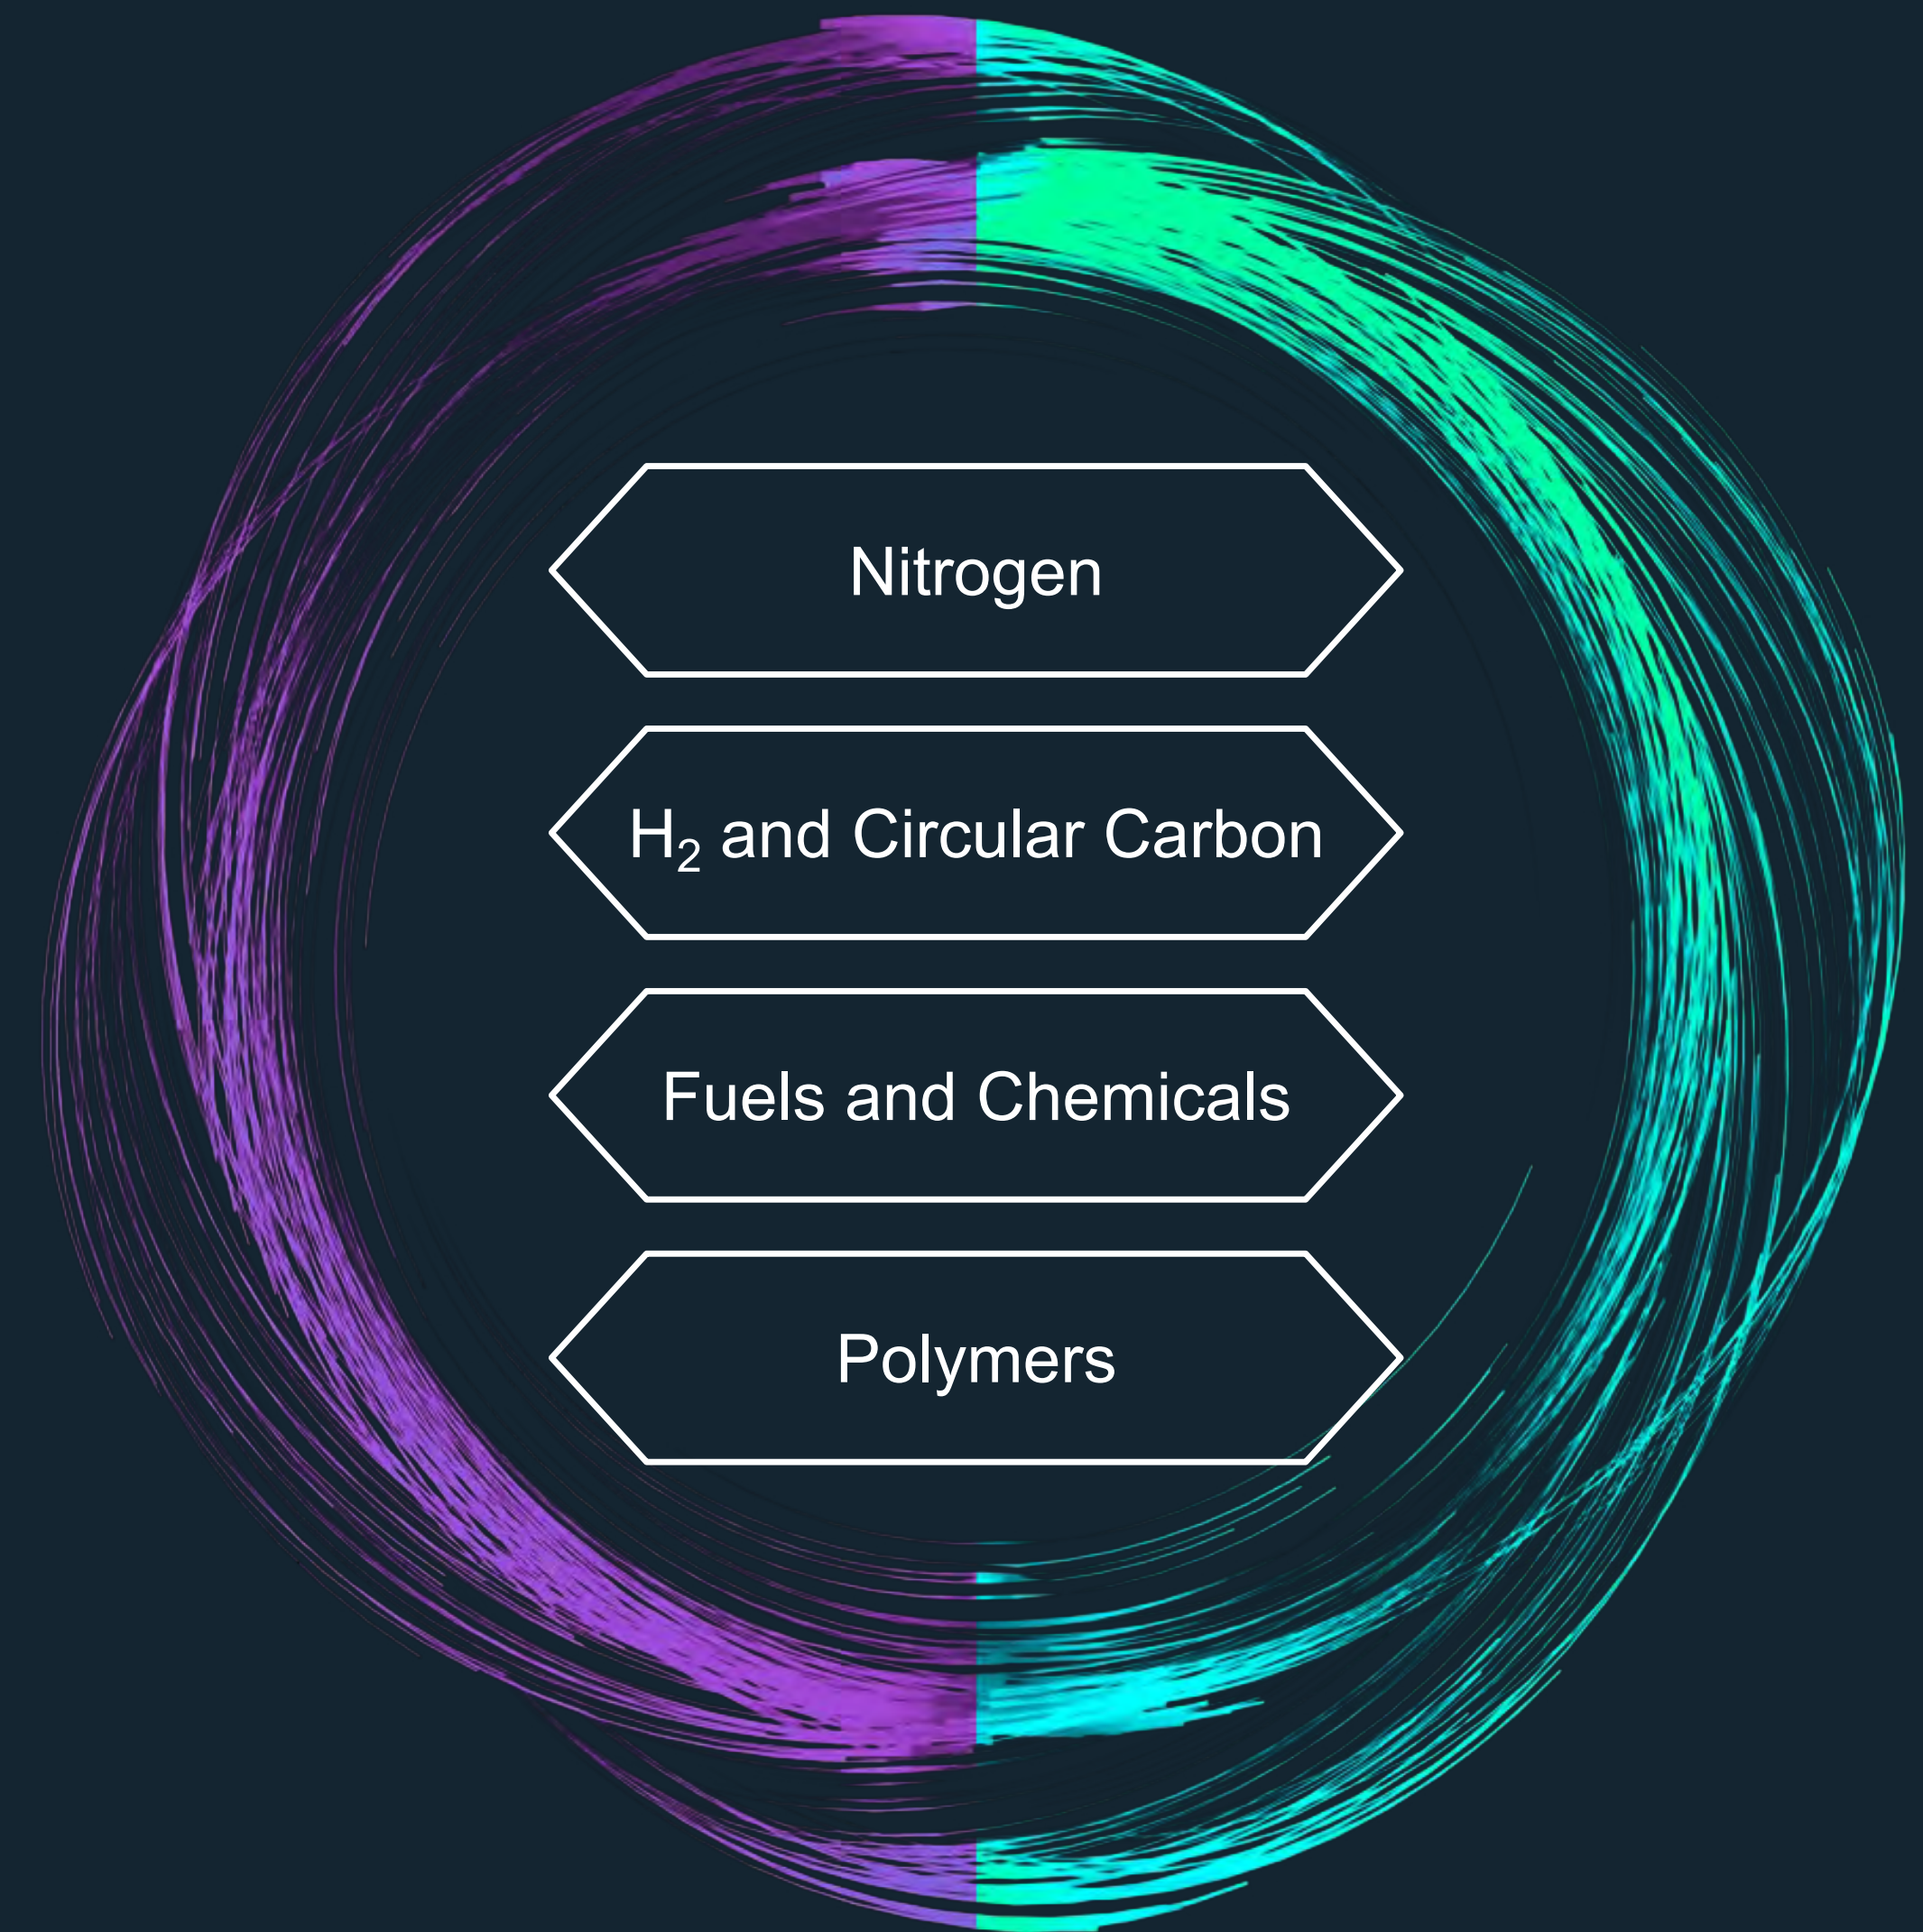 Nitrogen
H₂ and Circular Carbon
Fuels and Chemicals
Polymers